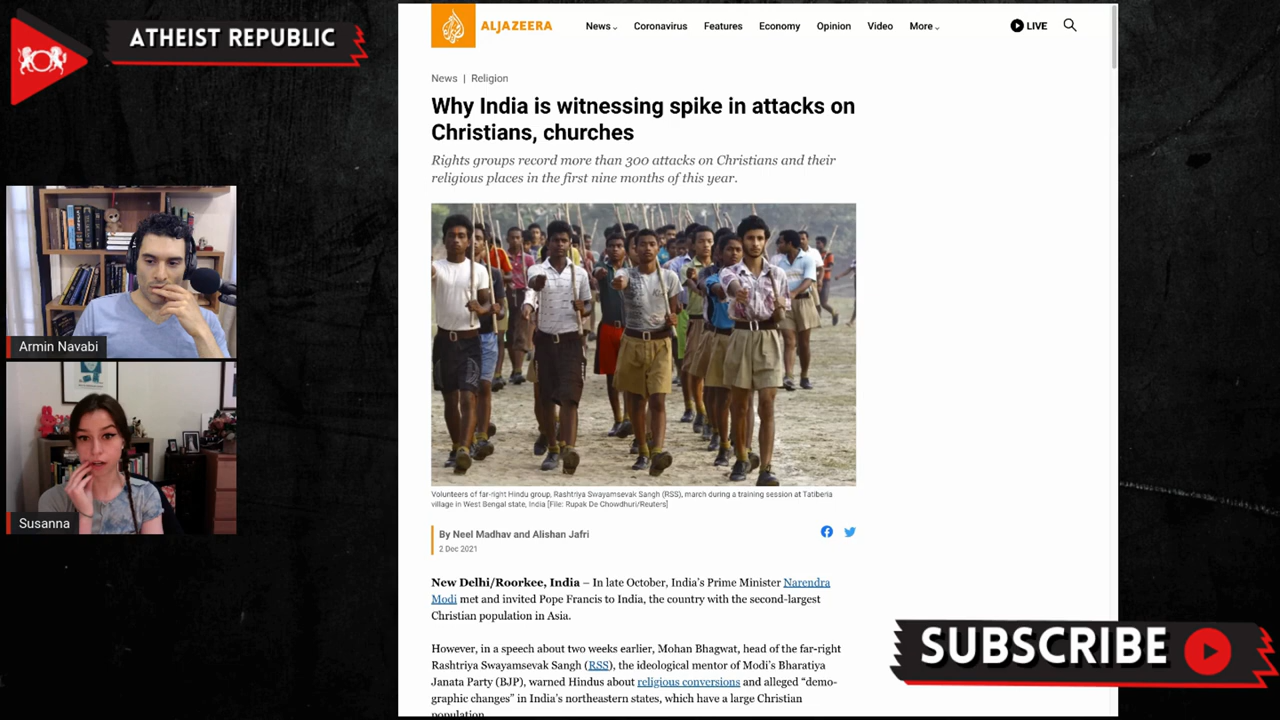 ATHEIST REPUBLIC
Armin Navabi
Susanna
ALJAZEERA
News
Coronavirus
Features
Economy
Opinion
Video
More
LIVE
News | Religion
Why India is witnessing spike in attacks on
Christians, churches
Rights groups record more than 300 attacks on Christians and their
religious places in the first nine months of this year.
Volunteers of far-right Hindu group, Rashtriya Swayamsevak Sangh (RSS), march during a training session at Tatiberia
village in West Bengal state, India [File: Rupak De Chowdhuri/Reuters]
By Neel Madhav and Alishan Jafri
2 Dec 2021
New Delhi/Roorkee, India – In late October, India's Prime Minister Narendra
Modi met and invited Pope Francis to India, the country with the second-largest
Christian population in Asia.
However, in a speech about two weeks earlier, Mohan Bhagwat, head of the far-right
Rashtriya Swayamsevak Sangh (RSS), the ideological mentor of Modi's Bharatiya
Janata Party (BJP), warned Hindus about religious conversions and alleged “demo-
graphic changes” in India's northeastern states, which have a large Christian
population.
SUBSCRIBE